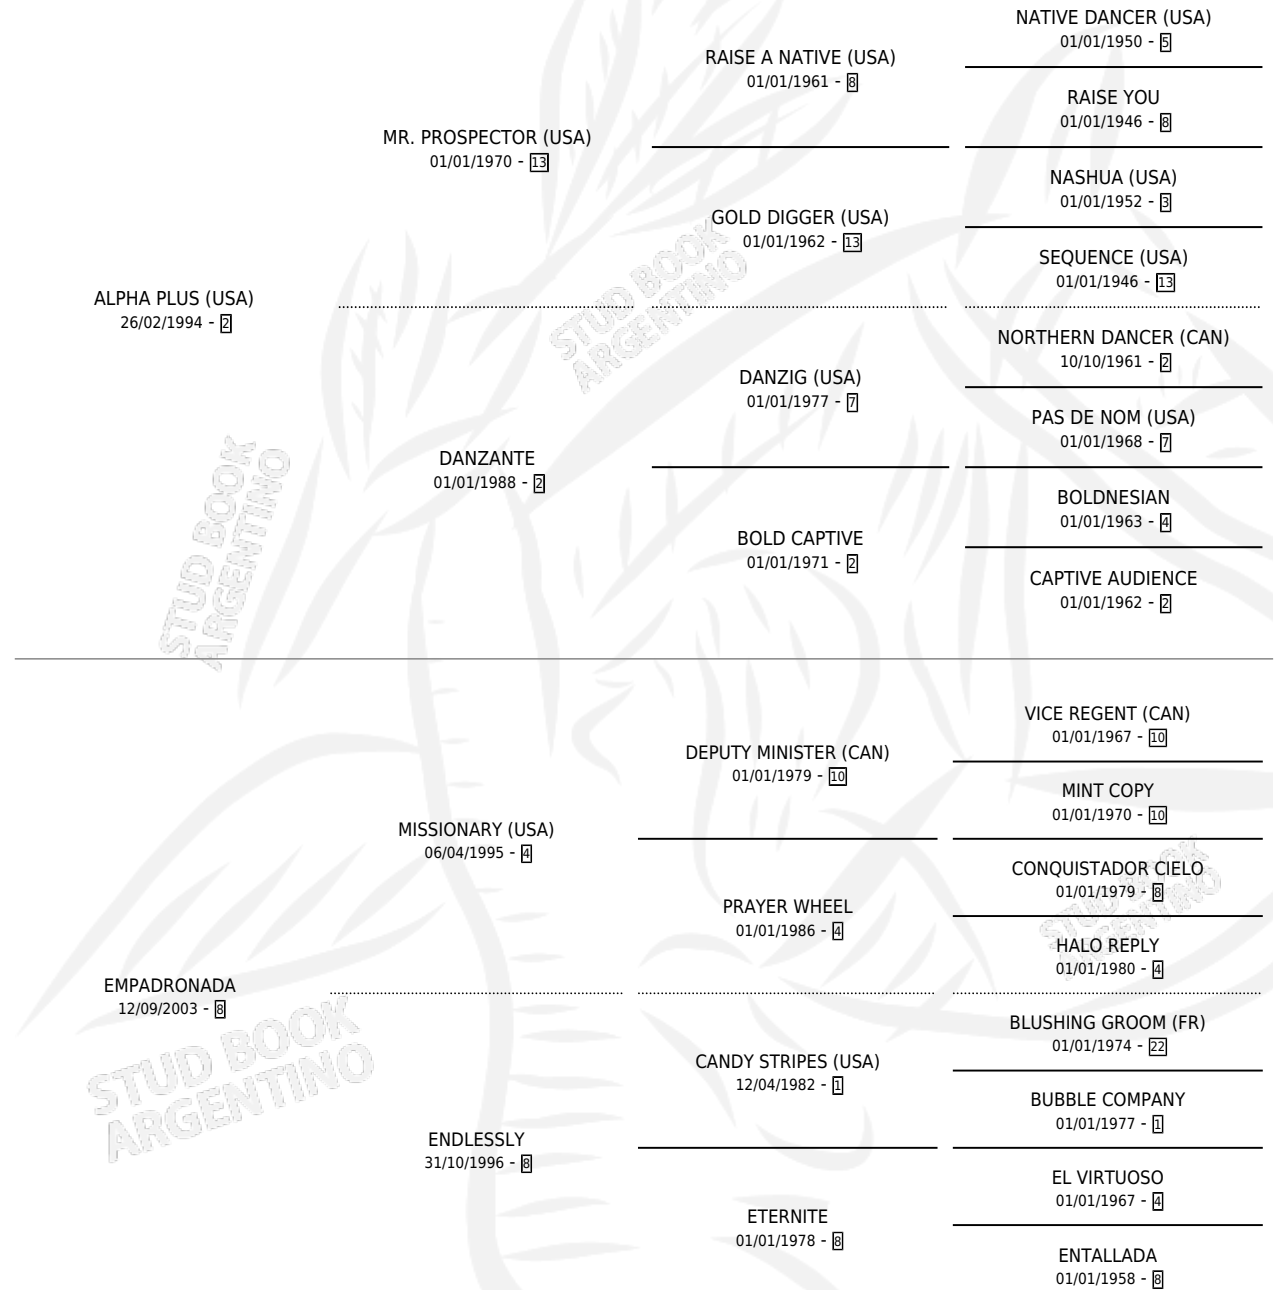 NATIVE DANCER (USA)
01/01/1950 - 5
RAISE A NATIVE (USA)
01/01/1961 - 8
RAISE YOU
01/01/1946 - 8
MR. PROSPECTOR (USA)
01/01/1970 - 13
NASHUA (USA)
01/01/1952 - 3
GOLD DIGGER (USA)
01/01/1962 - 13
SEQUENCE (USA)
01/01/1946 - 13
ALPHA PLUS (USA)
26/02/1994 - 2
NORTHERN DANCER (CAN)
10/10/1961 - 2
DANZIG (USA)
01/01/1977 - 7
PAS DE NOM (USA)
01/01/1968 - 7
DANZANTE
01/01/1988 - 2
BOLDNESIAN
01/01/1963 - 4
BOLD CAPTIVE
01/01/1971 - 2
CAPTIVE AUDIENCE
01/01/1962 - 2
VICE REGENT (CAN)
01/01/1967 - 10
DEPUTY MINISTER (CAN)
01/01/1979 - 10
MINT COPY
01/01/1970 - 10
MISSIONARY (USA)
06/04/1995 - 4
CONQUISTADOR CIELO
01/01/1979 - 8
PRAYER WHEEL
01/01/1986 - 4
HALO REPLY
01/01/1980 - 4
EMPADRONADA
12/09/2003 - 8
BLUSHING GROOM (FR)
01/01/1974 - 22
CANDY STRIPES (USA)
12/04/1982 - 1
BUBBLE COMPANY
01/01/1977 - 1
ENDLESSLY
31/10/1996 - 8
EL VIRTUOSO
01/01/1967 - 4
ETERNITE
01/01/1978 - 8
ENTALLADA
01/01/1958 - 8
STUD BOOK
ARGENTINO
STUD BOOK
ARGENTINO
STUD BOOK
ARGENTINO
STUD BOOK
ARGENTINO